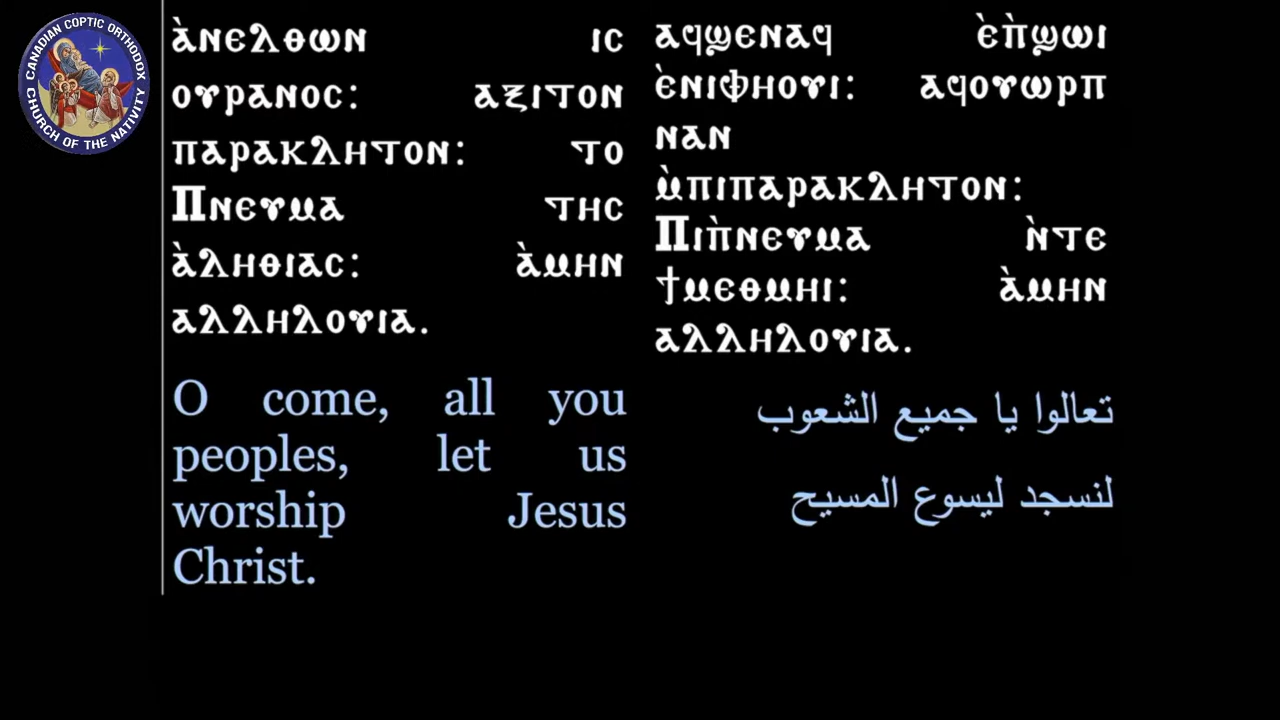 CANADIAN COPTIC ORTHODOX
CHURCH OF THE NATIVITY
ⲁ̀ⲛⲉⲗⲑⲱⲛ ⲓⲥ
ⲟⲩⲣⲁⲛⲟⲥ: ⲁⲝⲓⲧⲟⲛ
ⲡⲁⲣⲁⲕⲗⲏⲧⲟⲛ: ⲧⲟ
Ⲡⲛⲉⲩⲙⲁ ⲧⲏⲥ
ⲁ̀ⲗⲏⲑⲓⲁⲥ: ⲁ̀ⲙⲏⲛ
ⲁⲗⲗⲏⲗⲟⲩⲓⲁ.
ⲁϥϣⲉⲛⲁϥ ⲉ̀ⲡ̀ϣⲱⲓ
ⲉ̀ⲛⲓⲫⲏⲟⲩⲓ: ⲁϥⲟⲩⲱⲣⲡ
ⲛⲁⲛ
ⲙ̀ⲡⲓⲡⲁⲣⲁⲕⲗⲏⲧⲟⲛ:
Ⲡⲓⲡ̀ⲛⲉⲩⲙⲁ ⲛ̀ⲧⲉ
ϯⲙⲉⲑⲙⲏⲓ: ⲁ̀ⲙⲏⲛ
ⲁⲗⲗⲏⲗⲟⲩⲓⲁ.
O come, all you
peoples, let us
worship Jesus
Christ.
تعالوا يا جميع الشعوب
لنسجد ليسوع المسيح